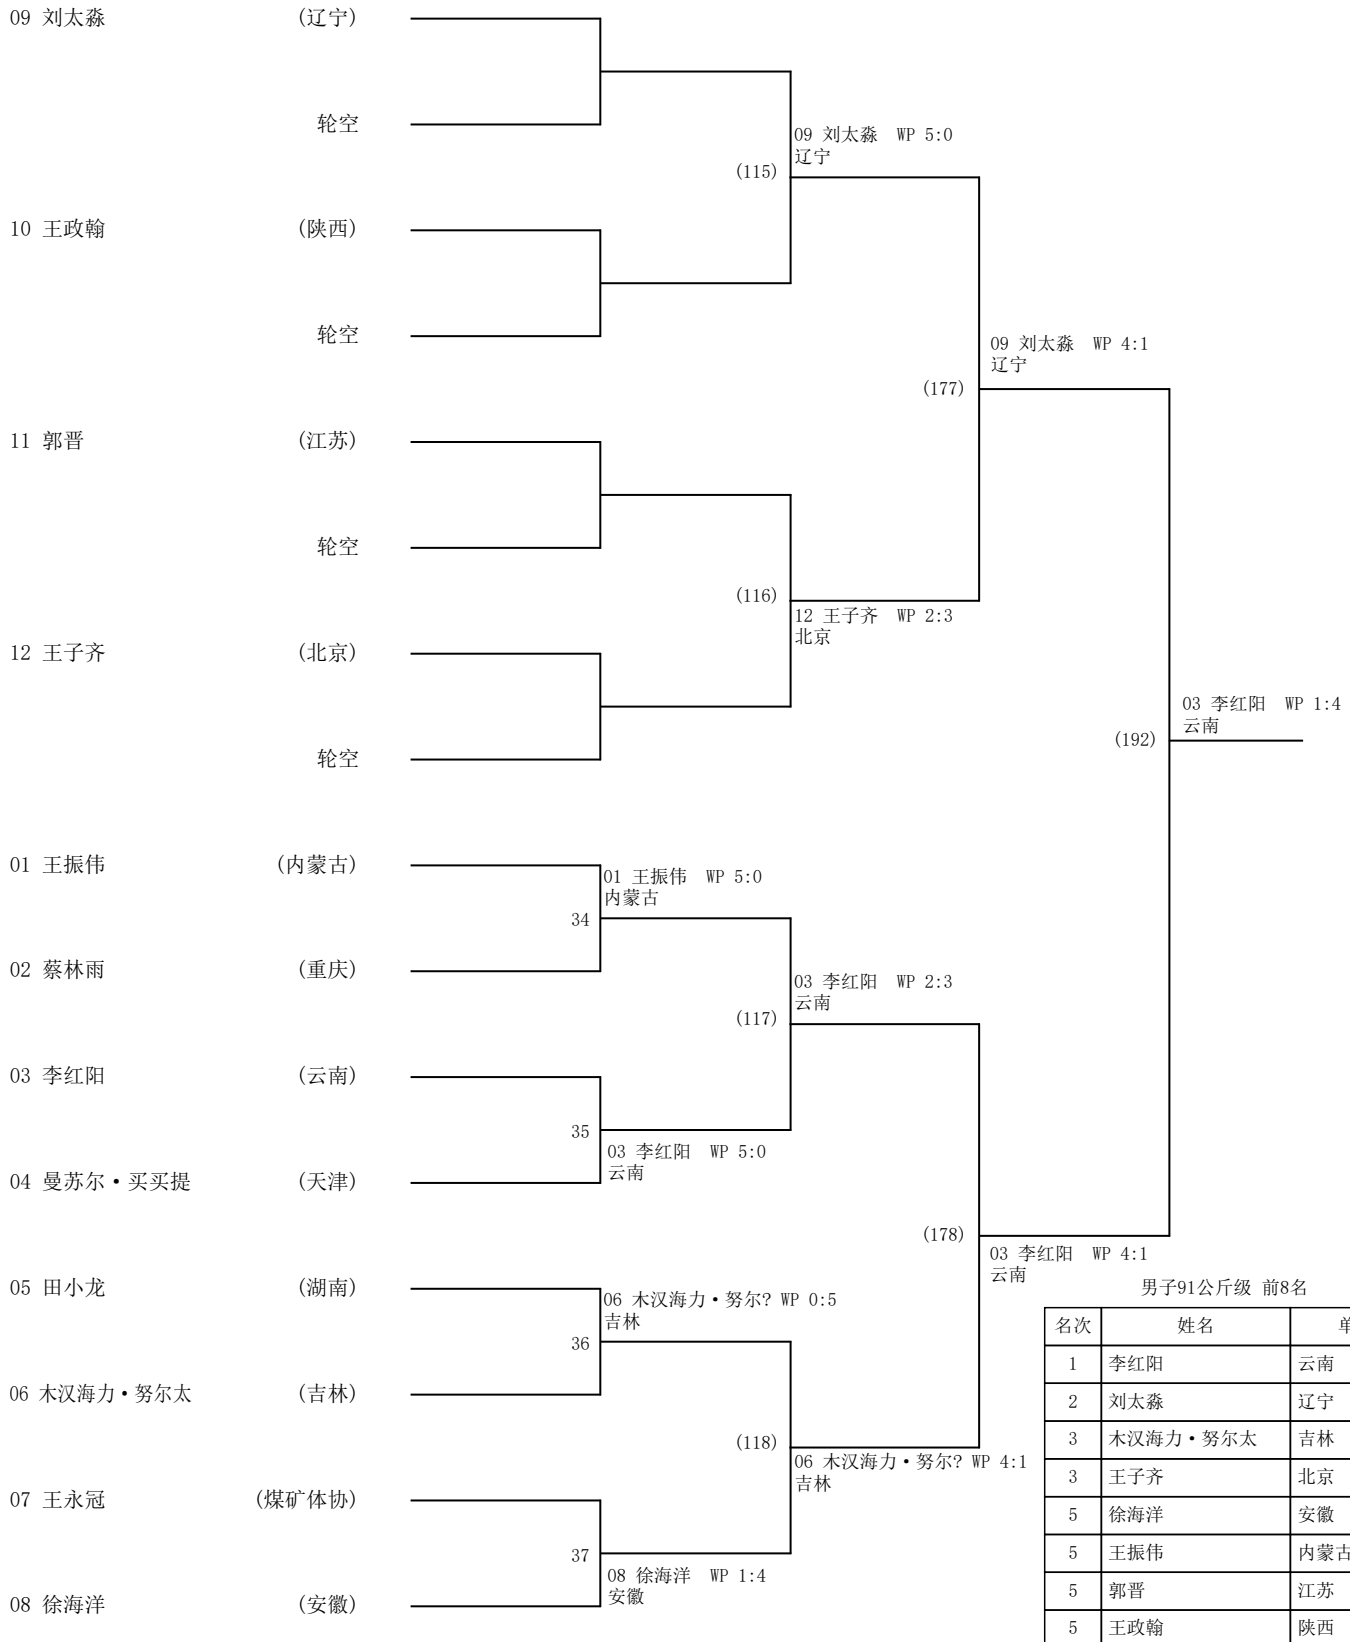 09 刘太淼 (辽宁)
轮空
09 刘太淼 WP 5:0
辽宁
(115)
10 王政翰 (陕西)
轮空
09 刘太淼 WP 4:1
辽宁
(177)
11 郭晋 (江苏)
轮空
(116)
12 王子齐 WP 2:3
北京
12 王子齐 (北京)
轮空
03 李红阳 WP 1:4
云南
(192)
01 王振伟 (内蒙古)
01 王振伟 WP 5:0
内蒙古
34
02 蔡林雨 (重庆)
03 李红阳 WP 2:3
云南
(117)
03 李红阳 (云南)
35
03 李红阳 WP 5:0
云南
04 曼苏尔·买买提 (天津)
(178)
03 李红阳 WP 4:1
云南
05 田小龙 (湖南)
06 木汉海力·努尔? WP 0:5
吉林
36
06 木汉海力·努尔太 (吉林)
(118)
06 木汉海力·努尔? WP 4:1
吉林
07 王永冠 (煤矿体协)
37
08 徐海洋 WP 1:4
安徽
08 徐海洋 (安徽)
男子91公斤级 前8名
名次 姓名
1 李红阳 云南
2 刘太淼 辽宁
3 木汉海力·努尔太 吉林
3 王子齐 北京
5 徐海洋 安徽
5 王振伟 内蒙古
5 郭晋 江苏
5 王政翰 陕西